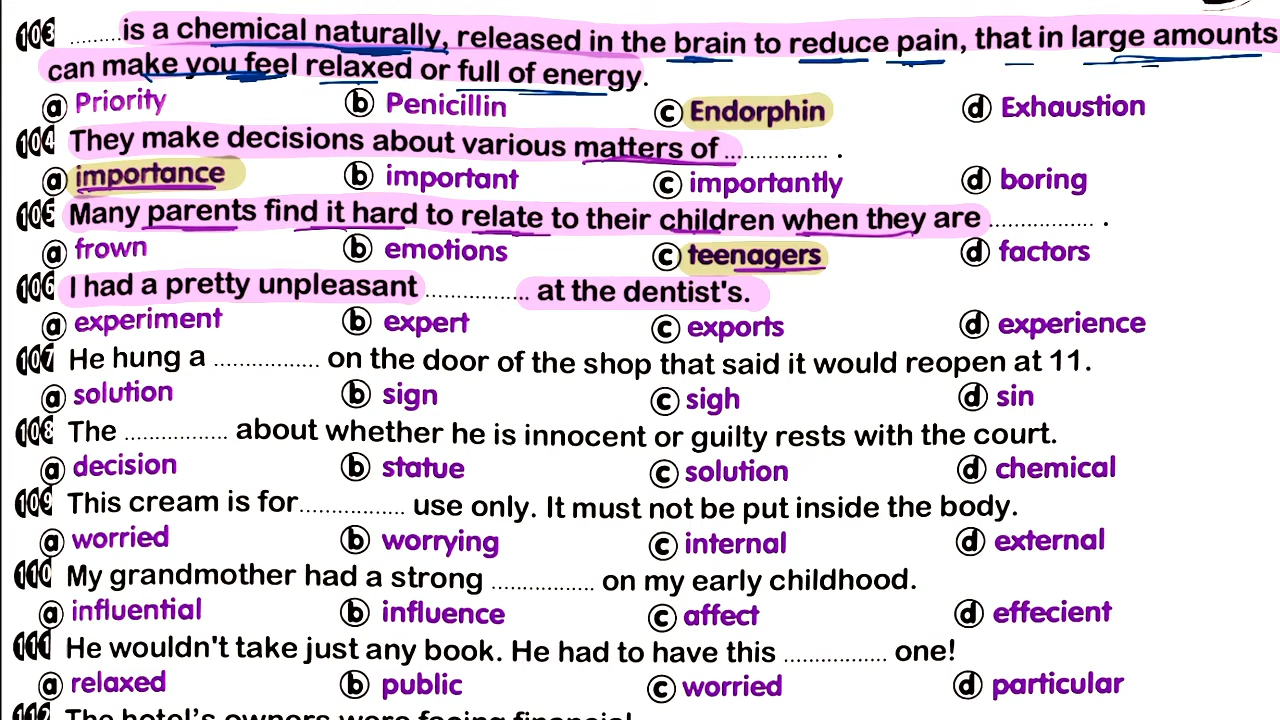 103 ........is a chemical naturally, released in the brain to reduce pain, that in large amounts
can make you feel relaxed or full of energy.
a Priority b Penicillin c Endorphin d Exhaustion
104 They make decisions about various matters of ................ .
a importance b important c importantly d boring
105 Many parents find it hard to relate to their children when they are ................ .
a frown b emotions c teenagers d factors
106 I had a pretty unpleasant ................ at the dentist's.
a experiment b expert c exports d experience
107 He hung a ................ on the door of the shop that said it would reopen at 11.
a solution b sign c sigh d sin
108 The ................ about whether he is innocent or guilty rests with the court.
a decision b statue c solution d chemical
109 This cream is for................ use only. It must not be put inside the body.
a worried b worrying c internal d external
110 My grandmother had a strong ................ on my early childhood.
a influential b influence c affect d effecient
111 He wouldn't take just any book. He had to have this ................ one!
a relaxed b public c worried d particular
112 The hotel's owners were facing financial